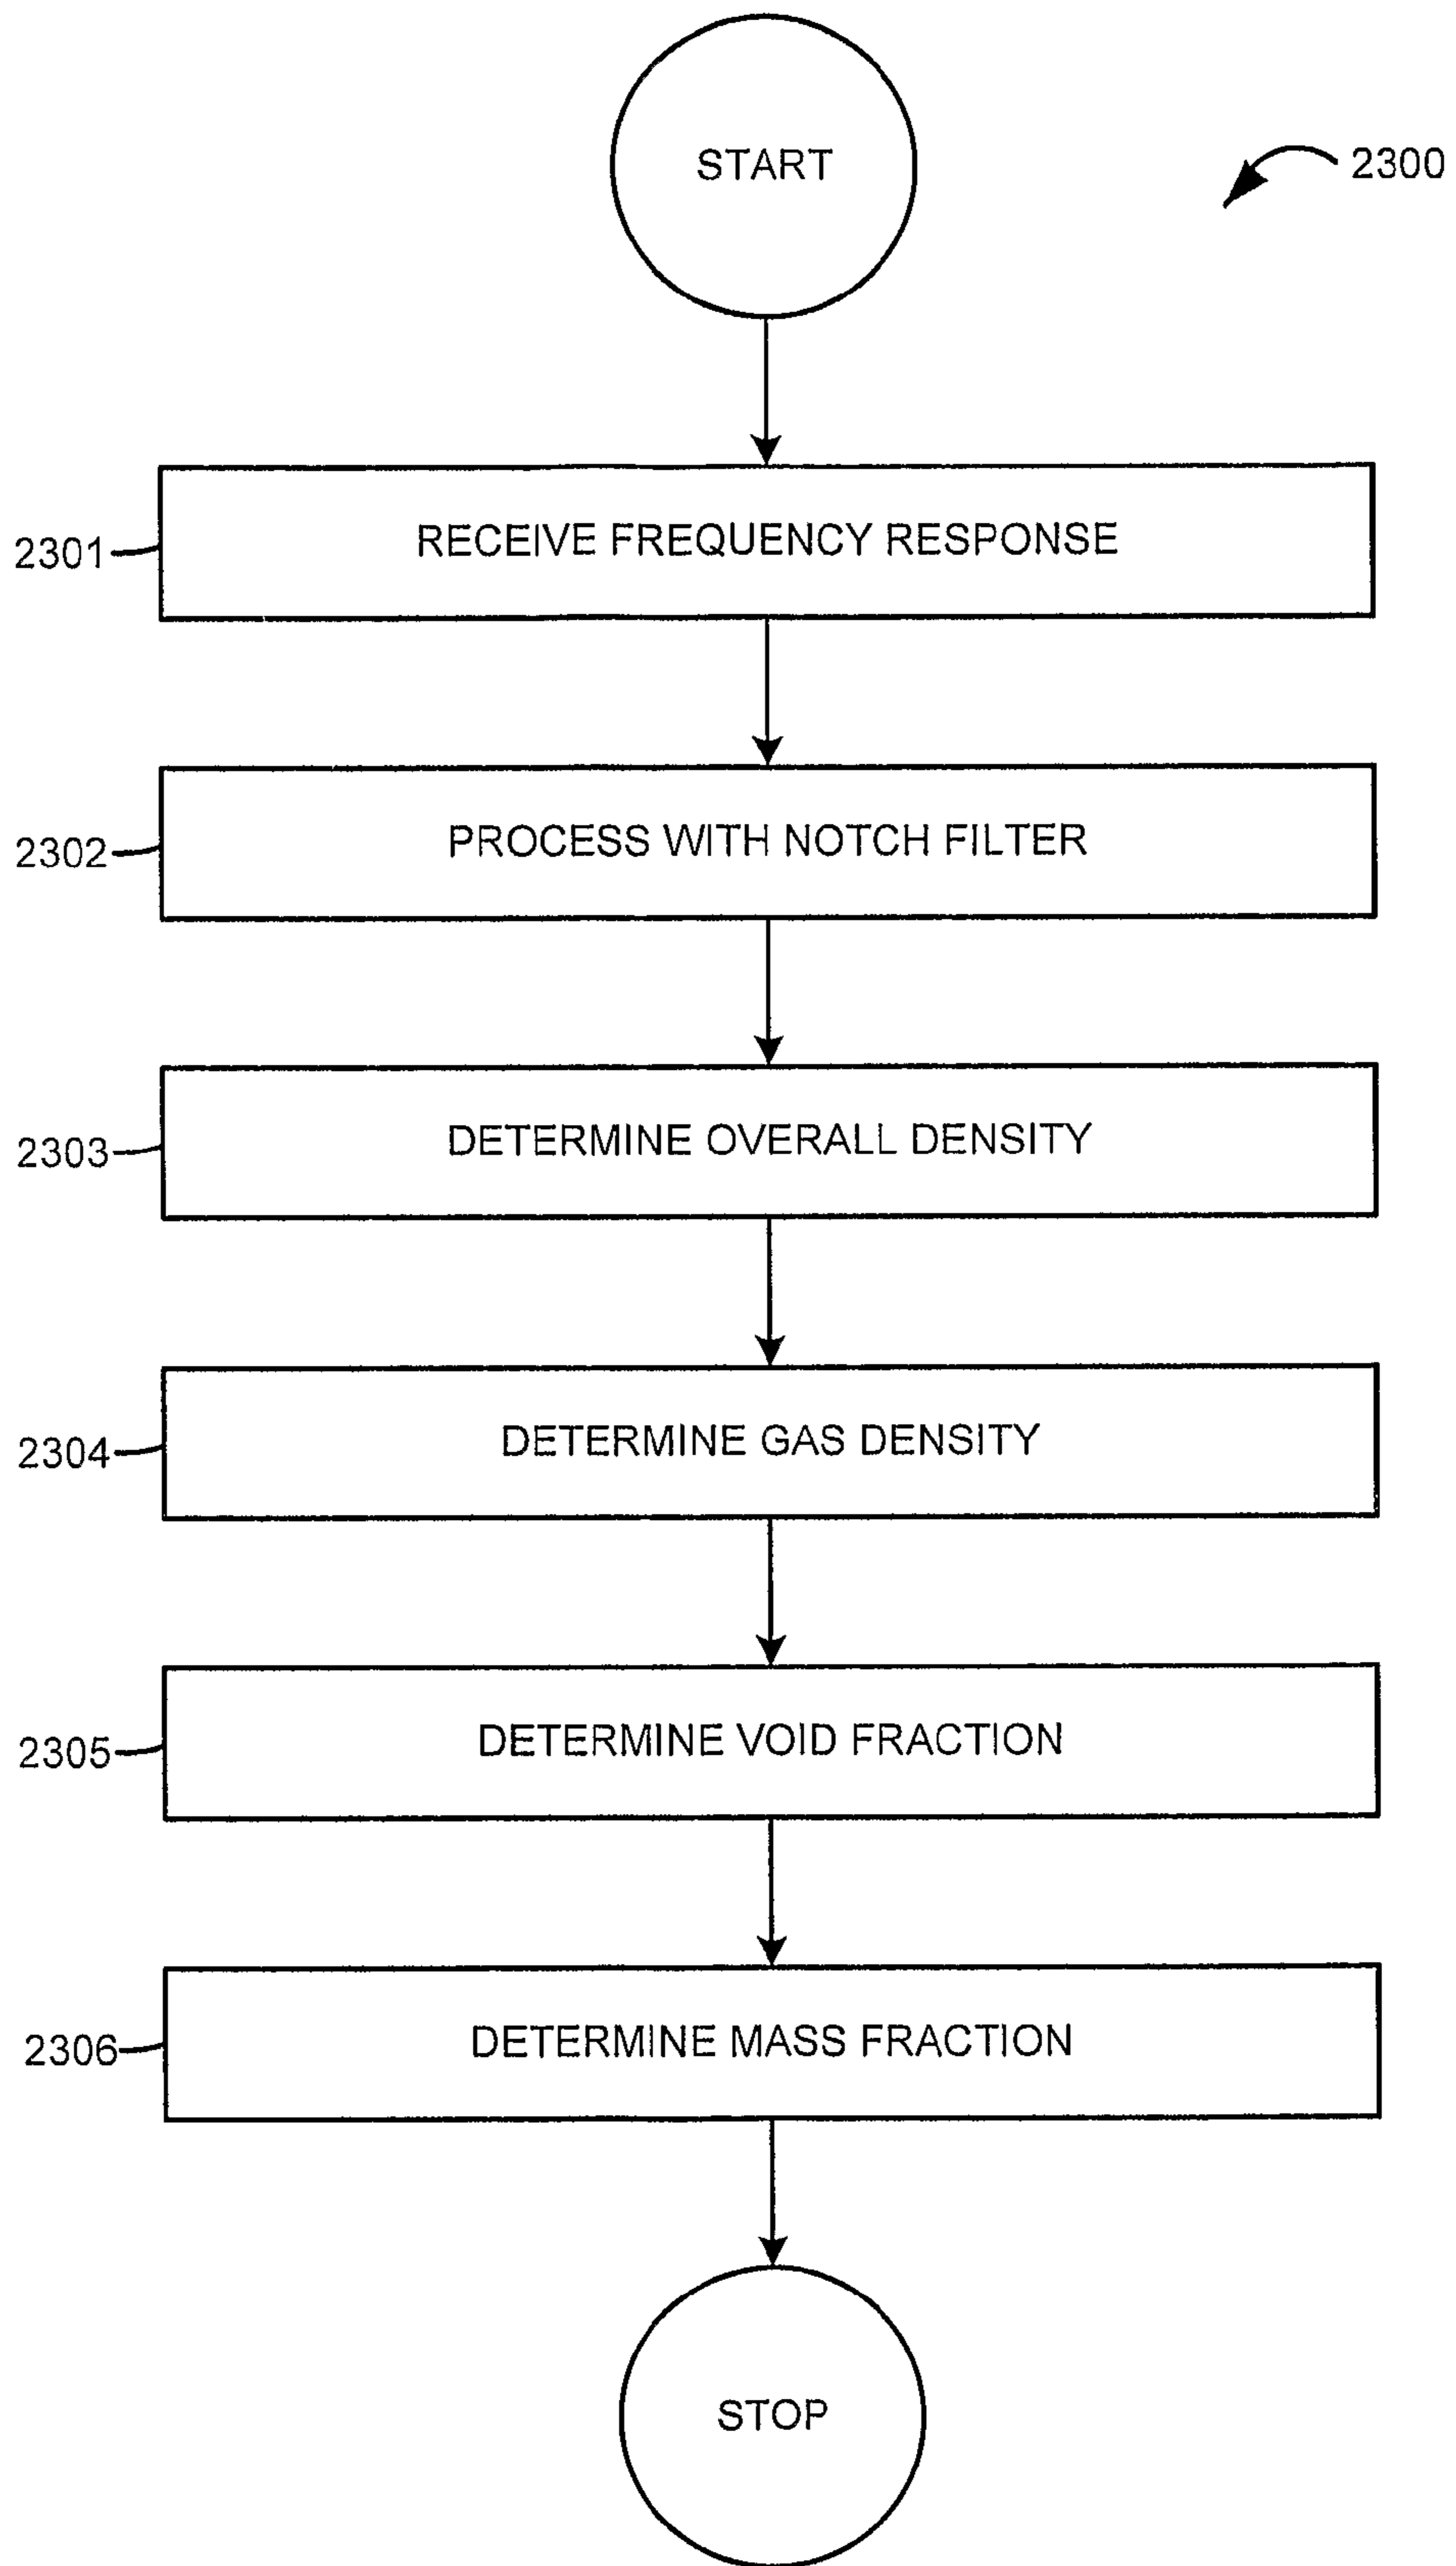 START
2300
2301
RECEIVE FREQUENCY RESPONSE
2302
PROCESS WITH NOTCH FILTER
2303
DETERMINE OVERALL DENSITY
2304
DETERMINE GAS DENSITY
2305
DETERMINE VOID FRACTION
2306
DETERMINE MASS FRACTION
STOP